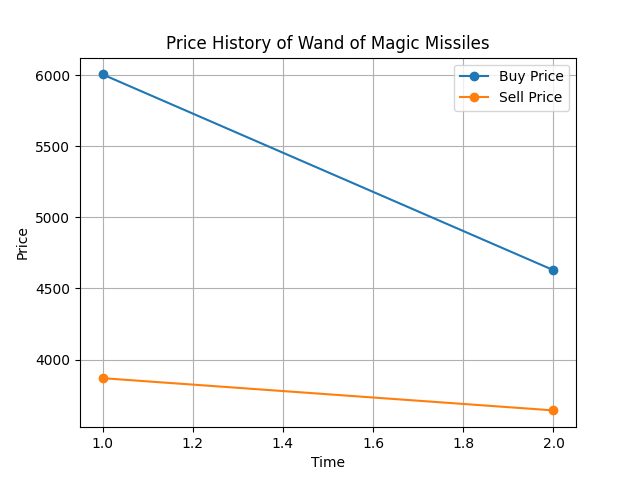 Price History of Wand of Magic Missiles
Buy Price
Sell Price
6000
5500
5000
4500
4000
Price
1.0 1.2 1.4 1.6 1.8 2.0
Time